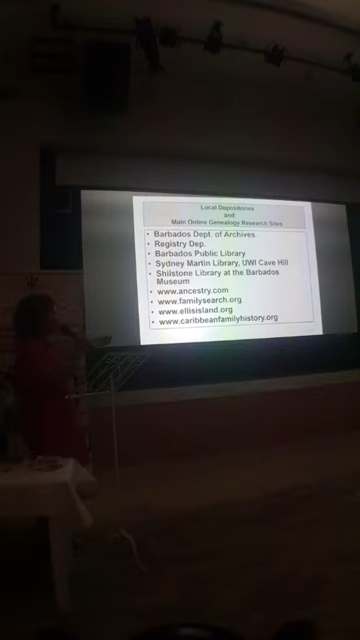 Local Depositories
and
Main Online Genealogy Research Sites
• Barbados Dept. of Archives
• Registry Dep.
• Barbados Public Library
• Sydney Martin Library, UWI Cave Hill
• Shilstone Library at the Barbados
Museum
• www.ancestry.com
• www.familysearch.org
• www.ellisisland.org
• www.caribbeanfamilyhistory.org